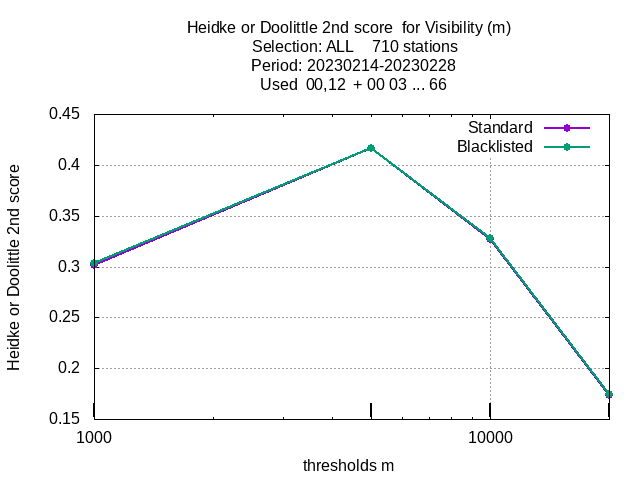 Heidke or Doolittle 2nd score  for Visibility (m)
Selection: ALL    710 stations
Period: 20230214-20230228
Used  00,12  + 00 03 ... 66
Standard
Blacklisted
0.45
0.4
0.35
0.3
0.25
0.2
0.15
Heidke or Doolittle 2nd score
1000
10000
thresholds m